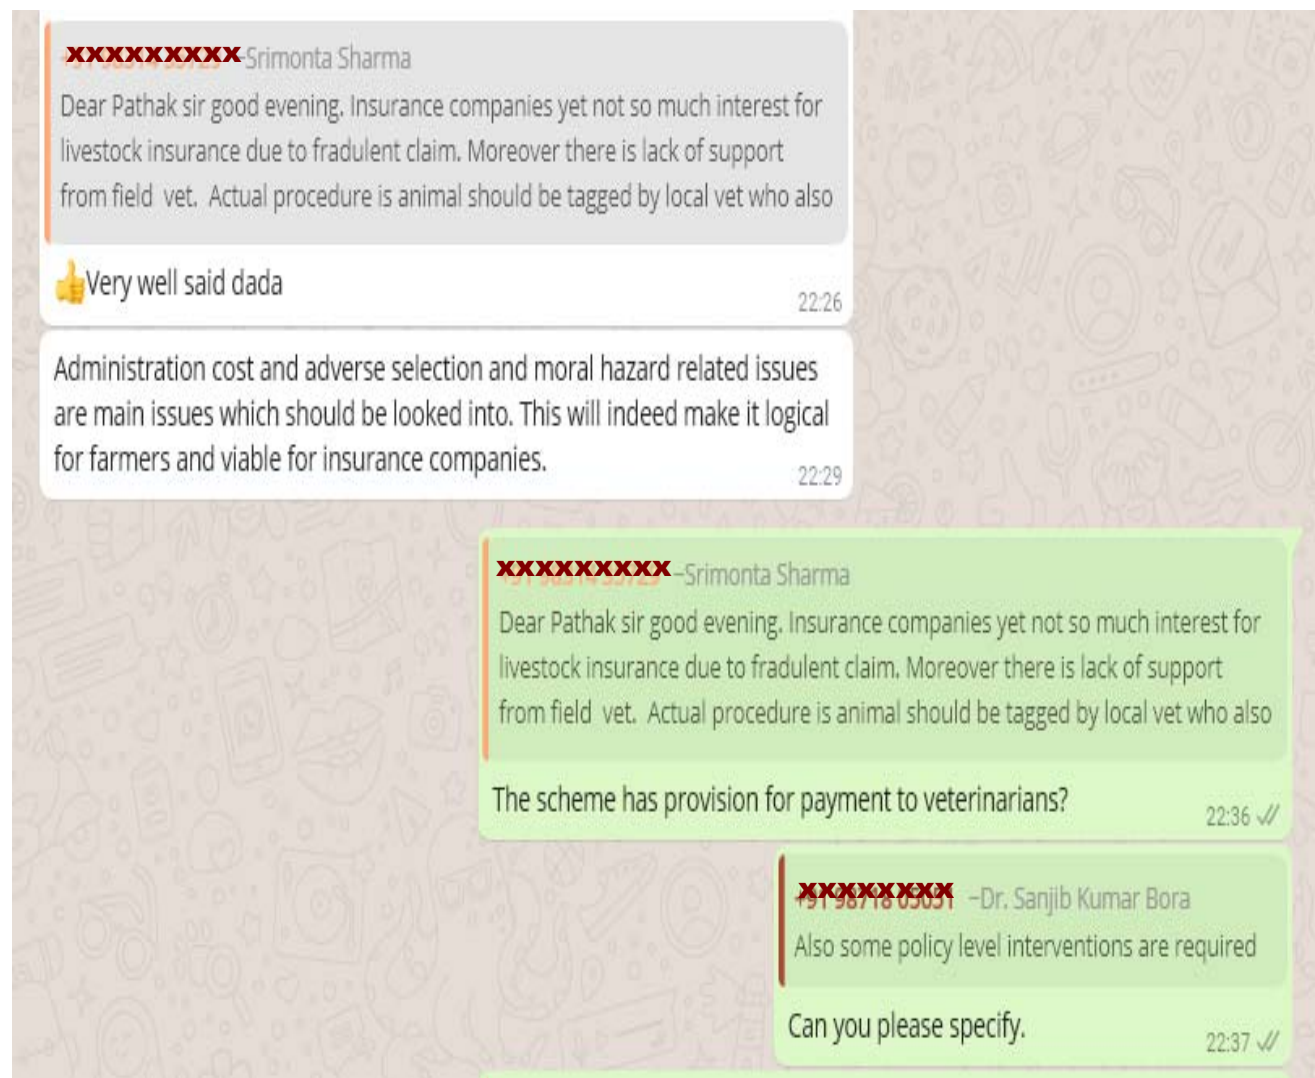 xxxxxxxxx –Srimonta Sharma
Dear Pathak sir good evening. Insurance companies yet not so much interest for
livestock insurance due to fradulent claim. Moreover there is lack of support
from field vet. Actual procedure is animal should be tagged by local vet who also
👍Very well said dada
22:26
Administration cost and adverse selection and moral hazard related issues
are main issues which should be looked into. This will indeed make it logical
for farmers and viable for insurance companies.
22:29
xxxxxxxxx –Srimonta Sharma
Dear Pathak sir good evening. Insurance companies yet not so much interest for
livestock insurance due to fradulent claim. Moreover there is lack of support
from field vet. Actual procedure is animal should be tagged by local vet who also
The scheme has provision for payment to veterinarians?
22:36
xxxxxxxx –Dr. Sanjib Kumar Bora
Also some policy level interventions are required
Can you please specify.
22:37